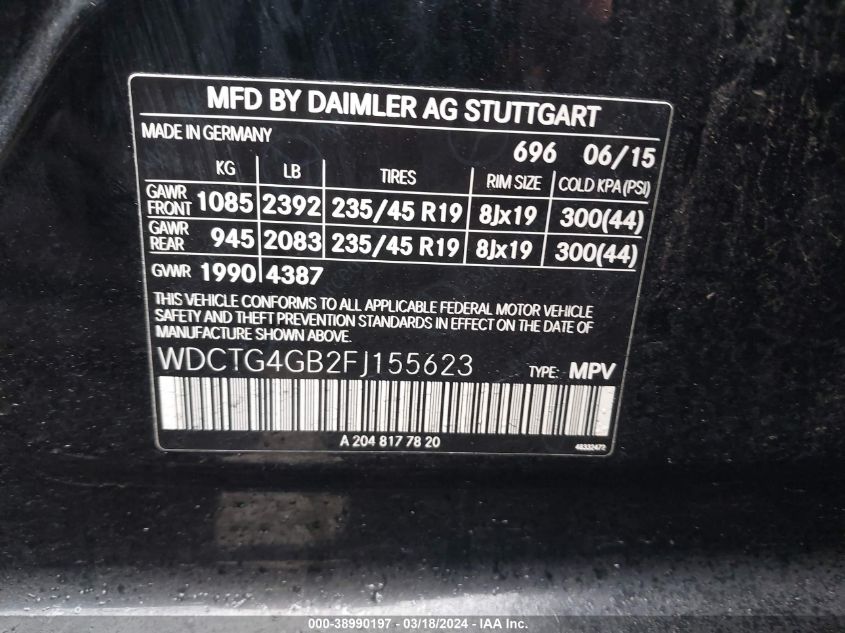 MFD BY DAIMLER AG STUTTGART
MADE IN GERMANY
696 06/15
KG LB TIRES RIM SIZE COLD KPA (PSI)
GAWR FRONT 1085 2392 235/45 R19 8Jx19 300(44)
GAWR REAR 945 2083 235/45 R19 8Jx19 300(44)
GVWR 1990 4387
THIS VEHICLE CONFORMS TO ALL APPLICABLE FEDERAL MOTOR VEHICLE
SAFETY AND THEFT PREVENTION STANDARDS IN EFFECT ON THE DATE OF
MANUFACTURE SHOWN ABOVE.
WDCTG4GB2FJ155623 TYPE: MPV
A 204 817 78 20
48332472
000-38990197 - 03/18/2024 - IAA Inc.